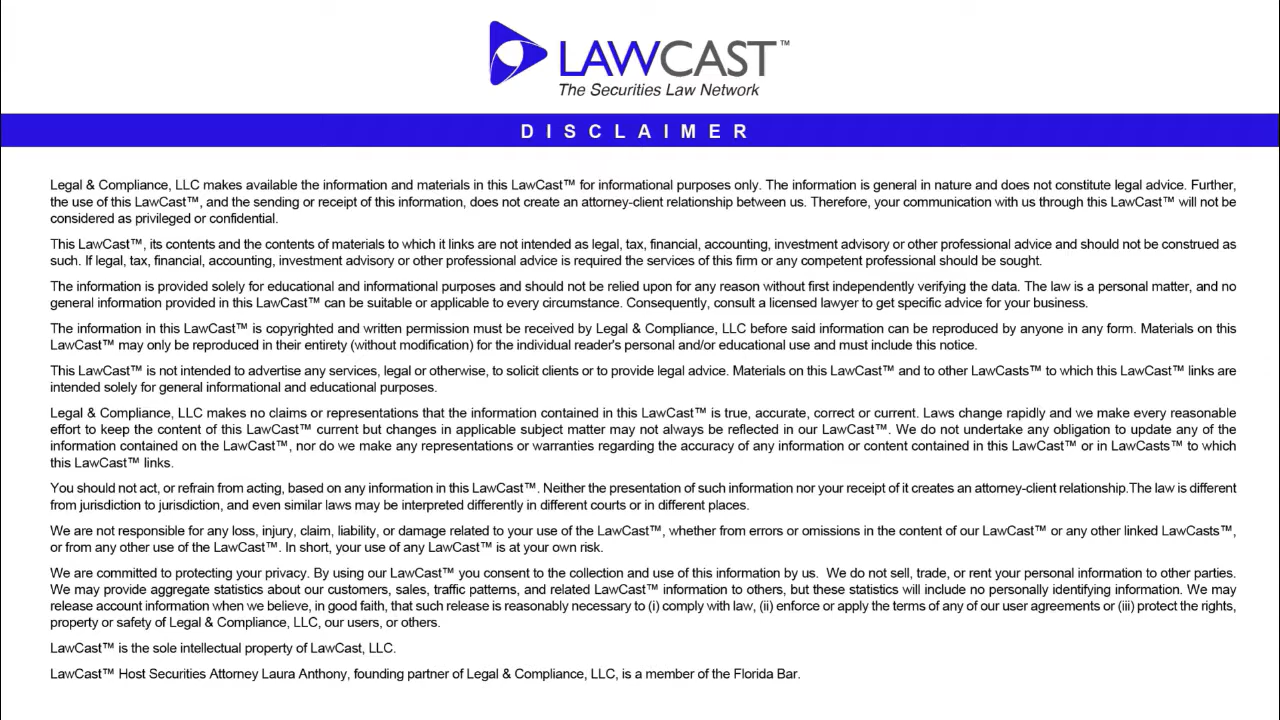 LAWCAST™
The Securities Law Network
DISCLAIMER
Legal & Compliance, LLC makes available the information and materials in this LawCast™ for informational purposes only. The information is general in nature and does not constitute legal advice. Further,
the use of this LawCast™, and the sending or receipt of this information, does not create an attorney-client relationship between us. Therefore, your communication with us through this LawCast™ will not be
considered as privileged or confidential.
This LawCast™, its contents and the contents of materials to which it links are not intended as legal, tax, financial, accounting, investment advisory or other professional advice and should not be construed as
such. If legal, tax, financial, accounting, investment advisory or other professional advice is required the services of this firm or any competent professional should be sought.
The information is provided solely for educational and informational purposes and should not be relied upon for any reason without first independently verifying the data. The law is a personal matter, and no
general information provided in this LawCast™ can be suitable or applicable to every circumstance. Consequently, consult a licensed lawyer to get specific advice for your business.
The information in this LawCast™ is copyrighted and written permission must be received by Legal & Compliance, LLC before said information can be reproduced by anyone in any form. Materials on this
LawCast™ may only be reproduced in their entirety (without modification) for the individual reader's personal and/or educational use and must include this notice.
This LawCast™ is not intended to advertise any services, legal or otherwise, to solicit clients or to provide legal advice. Materials on this LawCast™ and to other LawCasts™ to which this LawCast™ links are
intended solely for general informational and educational purposes.
Legal & Compliance, LLC makes no claims or representations that the information contained in this LawCast™ is true, accurate, correct or current. Laws change rapidly and we make every reasonable
effort to keep the content of this LawCast™ current but changes in applicable subject matter may not always be reflected in our LawCast™. We do not undertake any obligation to update any of the
information contained on the LawCast™, nor do we make any representations or warranties regarding the accuracy of any information or content contained in this LawCast™ or in LawCasts™ to which
this LawCast™ links.
You should not act, or refrain from acting, based on any information in this LawCast™. Neither the presentation of such information nor your receipt of it creates an attorney-client relationship.The law is different
from jurisdiction to jurisdiction, and even similar laws may be interpreted differently in different courts or in different places.
We are not responsible for any loss, injury, claim, liability, or damage related to your use of the LawCast™, whether from errors or omissions in the content of our LawCast™ or any other linked LawCasts™,
or from any other use of the LawCast™. In short, your use of any LawCast™ is at your own risk.
We are committed to protecting your privacy. By using our LawCast™ you consent to the collection and use of this information by us. We do not sell, trade, or rent your personal information to other parties.
We may provide aggregate statistics about our customers, sales, traffic patterns, and related LawCast™ information to others, but these statistics will include no personally identifying information. We may
release account information when we believe, in good faith, that such release is reasonably necessary to (i) comply with law, (ii) enforce or apply the terms of any of our user agreements or (iii) protect the rights,
property or safety of Legal & Compliance, LLC, our users, or others.
LawCast™ is the sole intellectual property of LawCast, LLC.
LawCast™ Host Securities Attorney Laura Anthony, founding partner of Legal & Compliance, LLC, is a member of the Florida Bar.